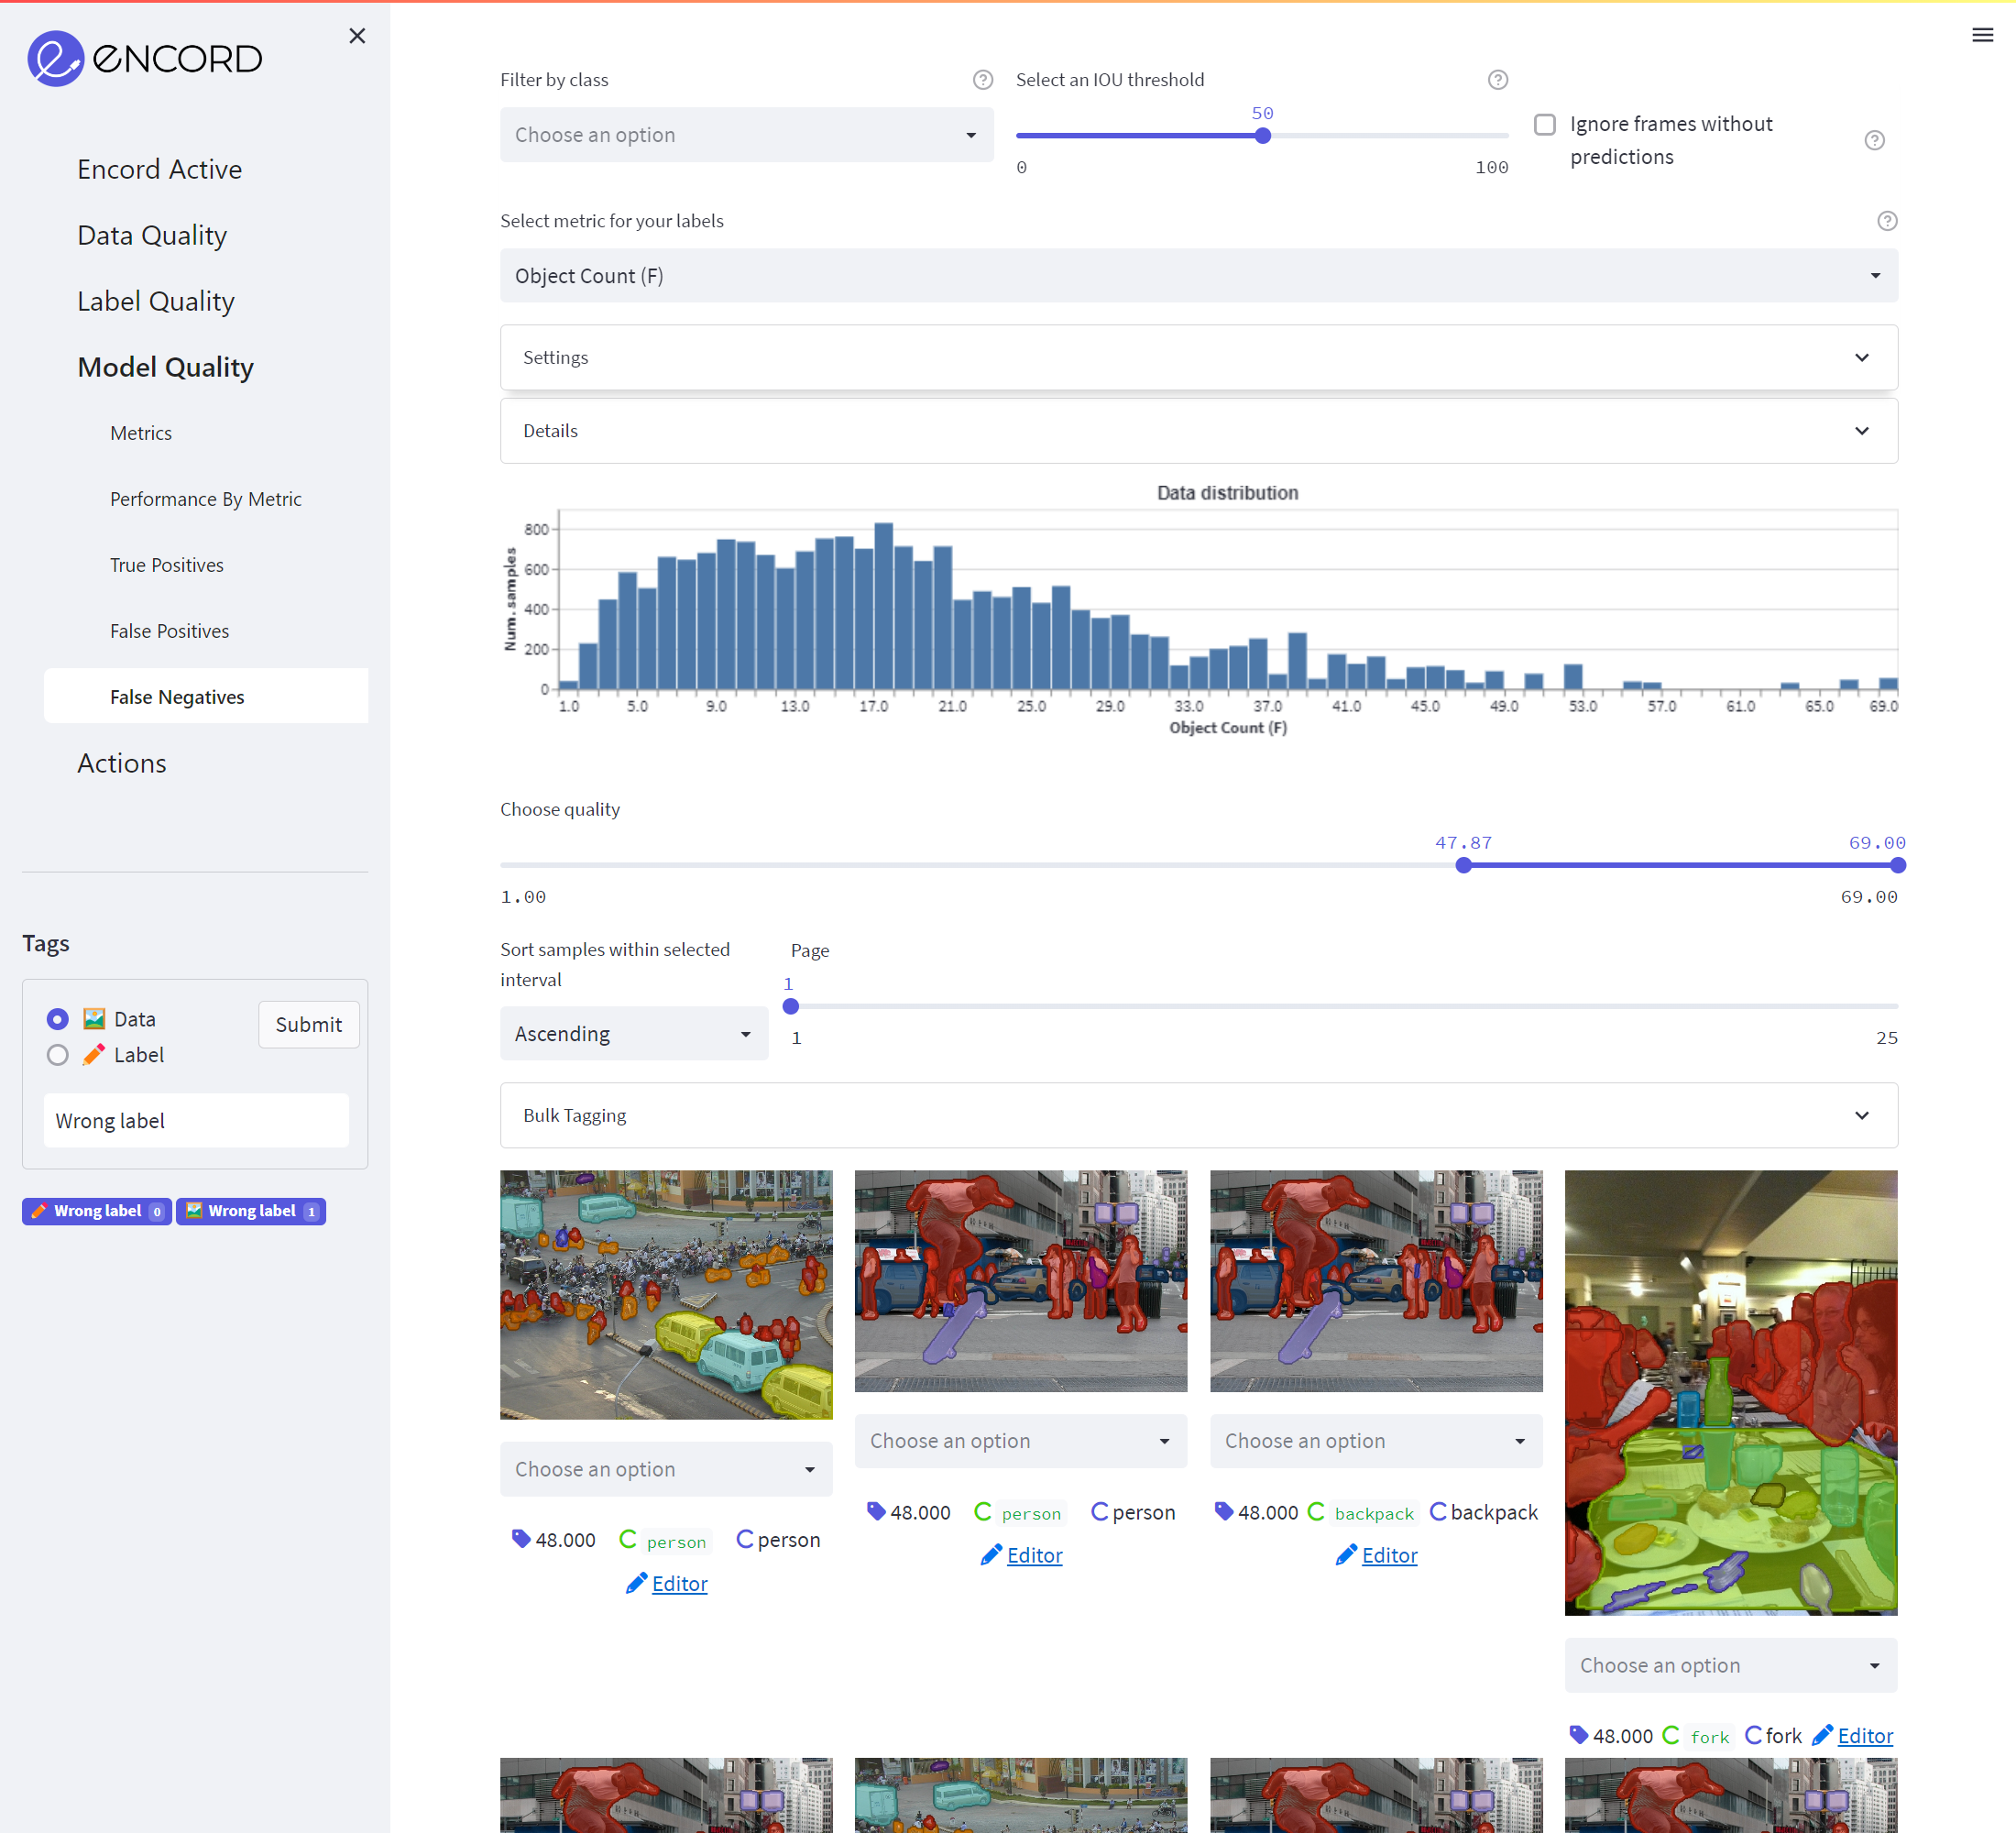 eNCORD
Encord Active
Data Quality
Label Quality
Model Quality
Metrics
Performance By Metric
True Positives
False Positives
False Negatives
Actions
Tags
Data
Label
Submit
Wrong label
Wrong label 0
Wrong label 1
Filter by class
Choose an option
Select an IOU threshold
50
0 100
Ignore frames without
predictions
Select metric for your labels
Object Count (F)
Settings
Details
Data distribution
Num. samples
800
600
400
200
0
1.0 5.0 9.0 13.0 17.0 21.0 25.0 29.0 33.0 37.0 41.0 45.0 49.0 53.0 57.0 61.0 65.0 69.0
Object Count (F)
Choose quality
47.87 69.00
1.00 69.00
Sort samples within selected
interval
Ascending
Page
1
1 25
Bulk Tagging
Choose an option
48.000 person person
Editor
Choose an option
48.000 person person
Editor
Choose an option
48.000 backpack backpack
Editor
Choose an option
48.000 fork fork Editor